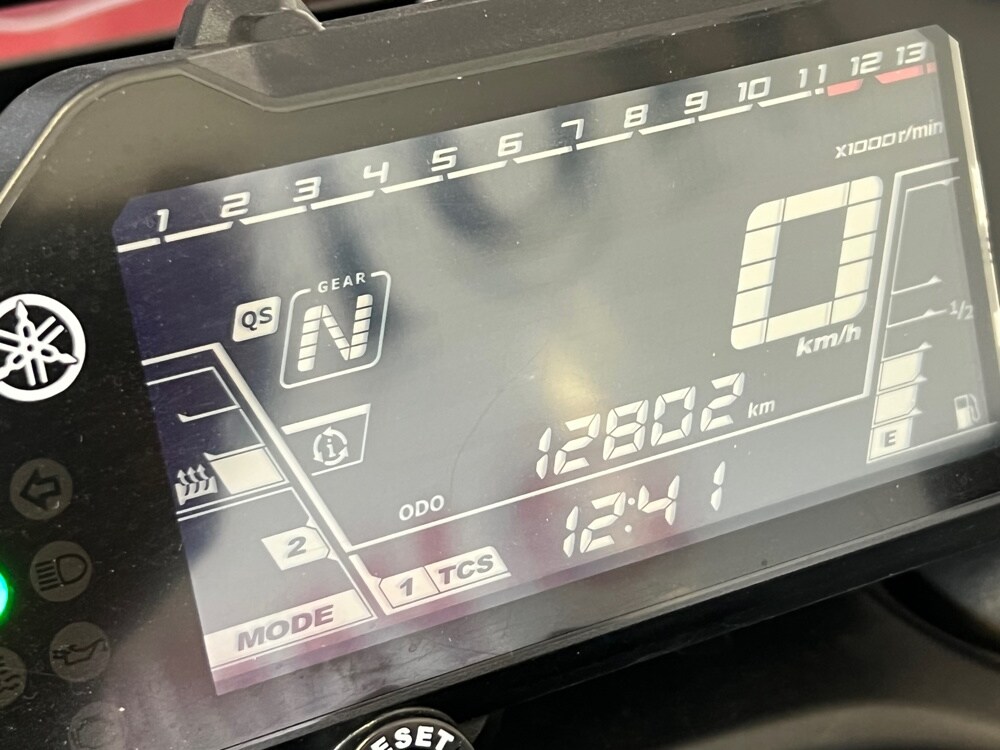 1 2 3 4 5 6 7 8 9 10 11 12 13
x1000 r/min
GEAR
QS
N
0
km/h
1/2
E
12802 km
ODO
12:41
2
1 TCS
MODE
RESET